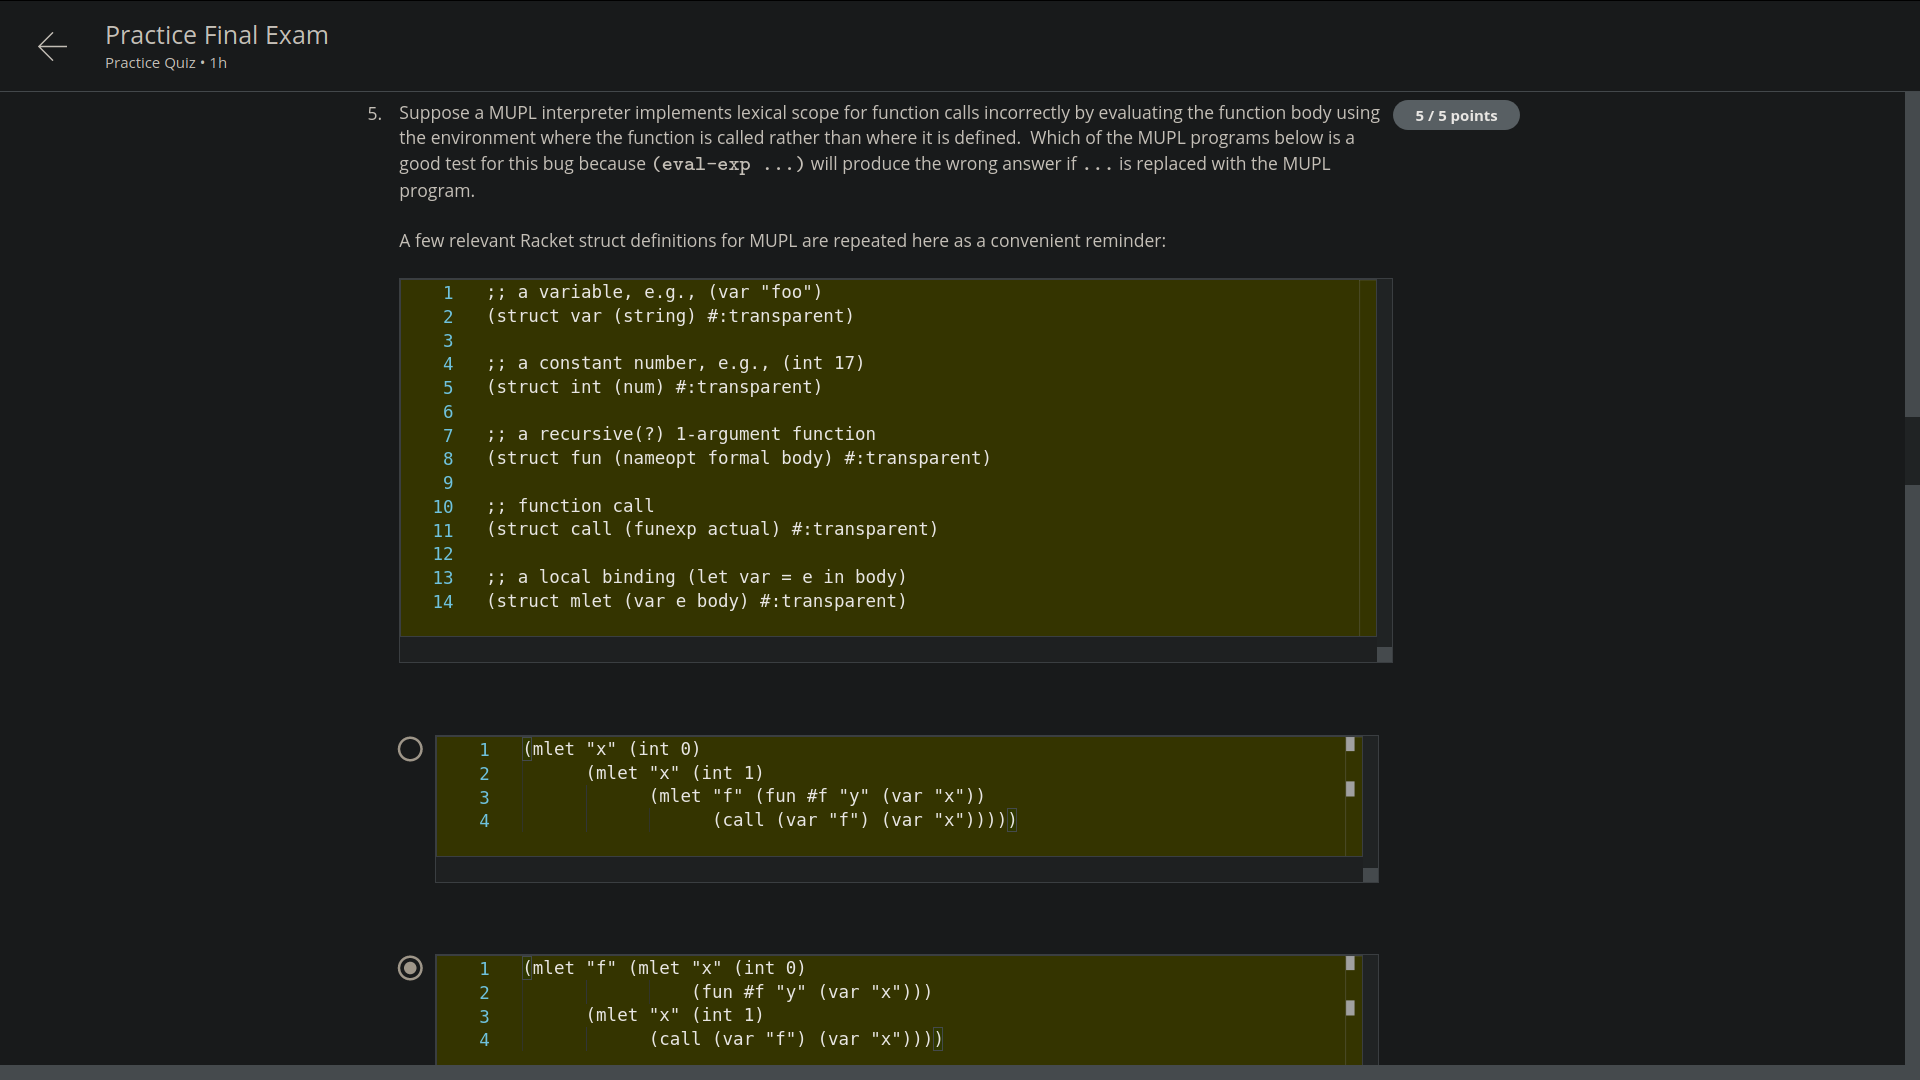 Practice Final Exam
Practice Quiz • 1h
5. Suppose a MUPL interpreter implements lexical scope for function calls incorrectly by evaluating the function body using
5 / 5 points
the environment where the function is called rather than where it is defined.  Which of the MUPL programs below is a
good test for this bug because (eval-exp ...) will produce the wrong answer if ... is replaced with the MUPL
program.
A few relevant Racket struct definitions for MUPL are repeated here as a convenient reminder:
1 ;; a variable, e.g., (var "foo")
2 (struct var (string) #:transparent)
3
4 ;; a constant number, e.g., (int 17)
5 (struct int (num) #:transparent)
6
7 ;; a recursive(?) 1-argument function
8 (struct fun (nameopt formal body) #:transparent)
9
10 ;; function call
11 (struct call (funexp actual) #:transparent)
12
13 ;; a local binding (let var = e in body)
14 (struct mlet (var e body) #:transparent)
1 (mlet "x" (int 0)
2       (mlet "x" (int 1)
3             (mlet "f" (fun #f "y" (var "x"))
4                   (call (var "f") (var "x")))))
1 (mlet "f" (mlet "x" (int 0)
2                 (fun #f "y" (var "x")))
3       (mlet "x" (int 1)
4             (call (var "f") (var "x"))))